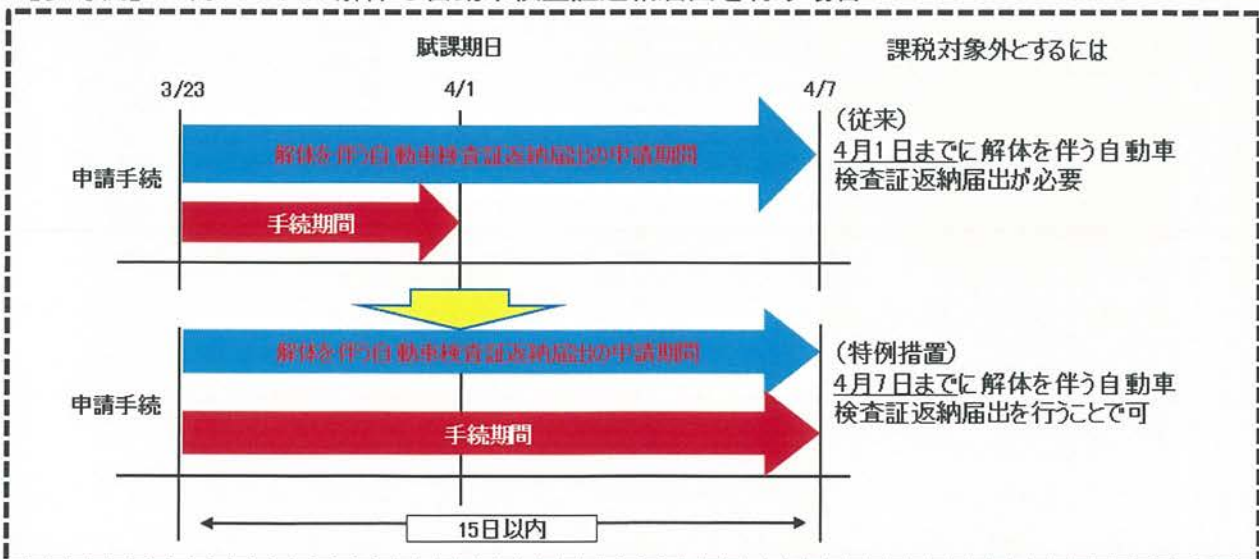 賦課期日
課税対象外とするには
3/23
4/1
4/7
申請手続
解体を伴う自動車検査証返納届出の申請期間
手続期間
(従来)
4月1日までに解体を伴う自動車
検査証返納届出が必要
申請手続
解体を伴う自動車検査証返納届出の申請期間
手続期間
(特例措置)
4月7日までに解体を伴う自動車
検査証返納届出を行うことで可
15日以内